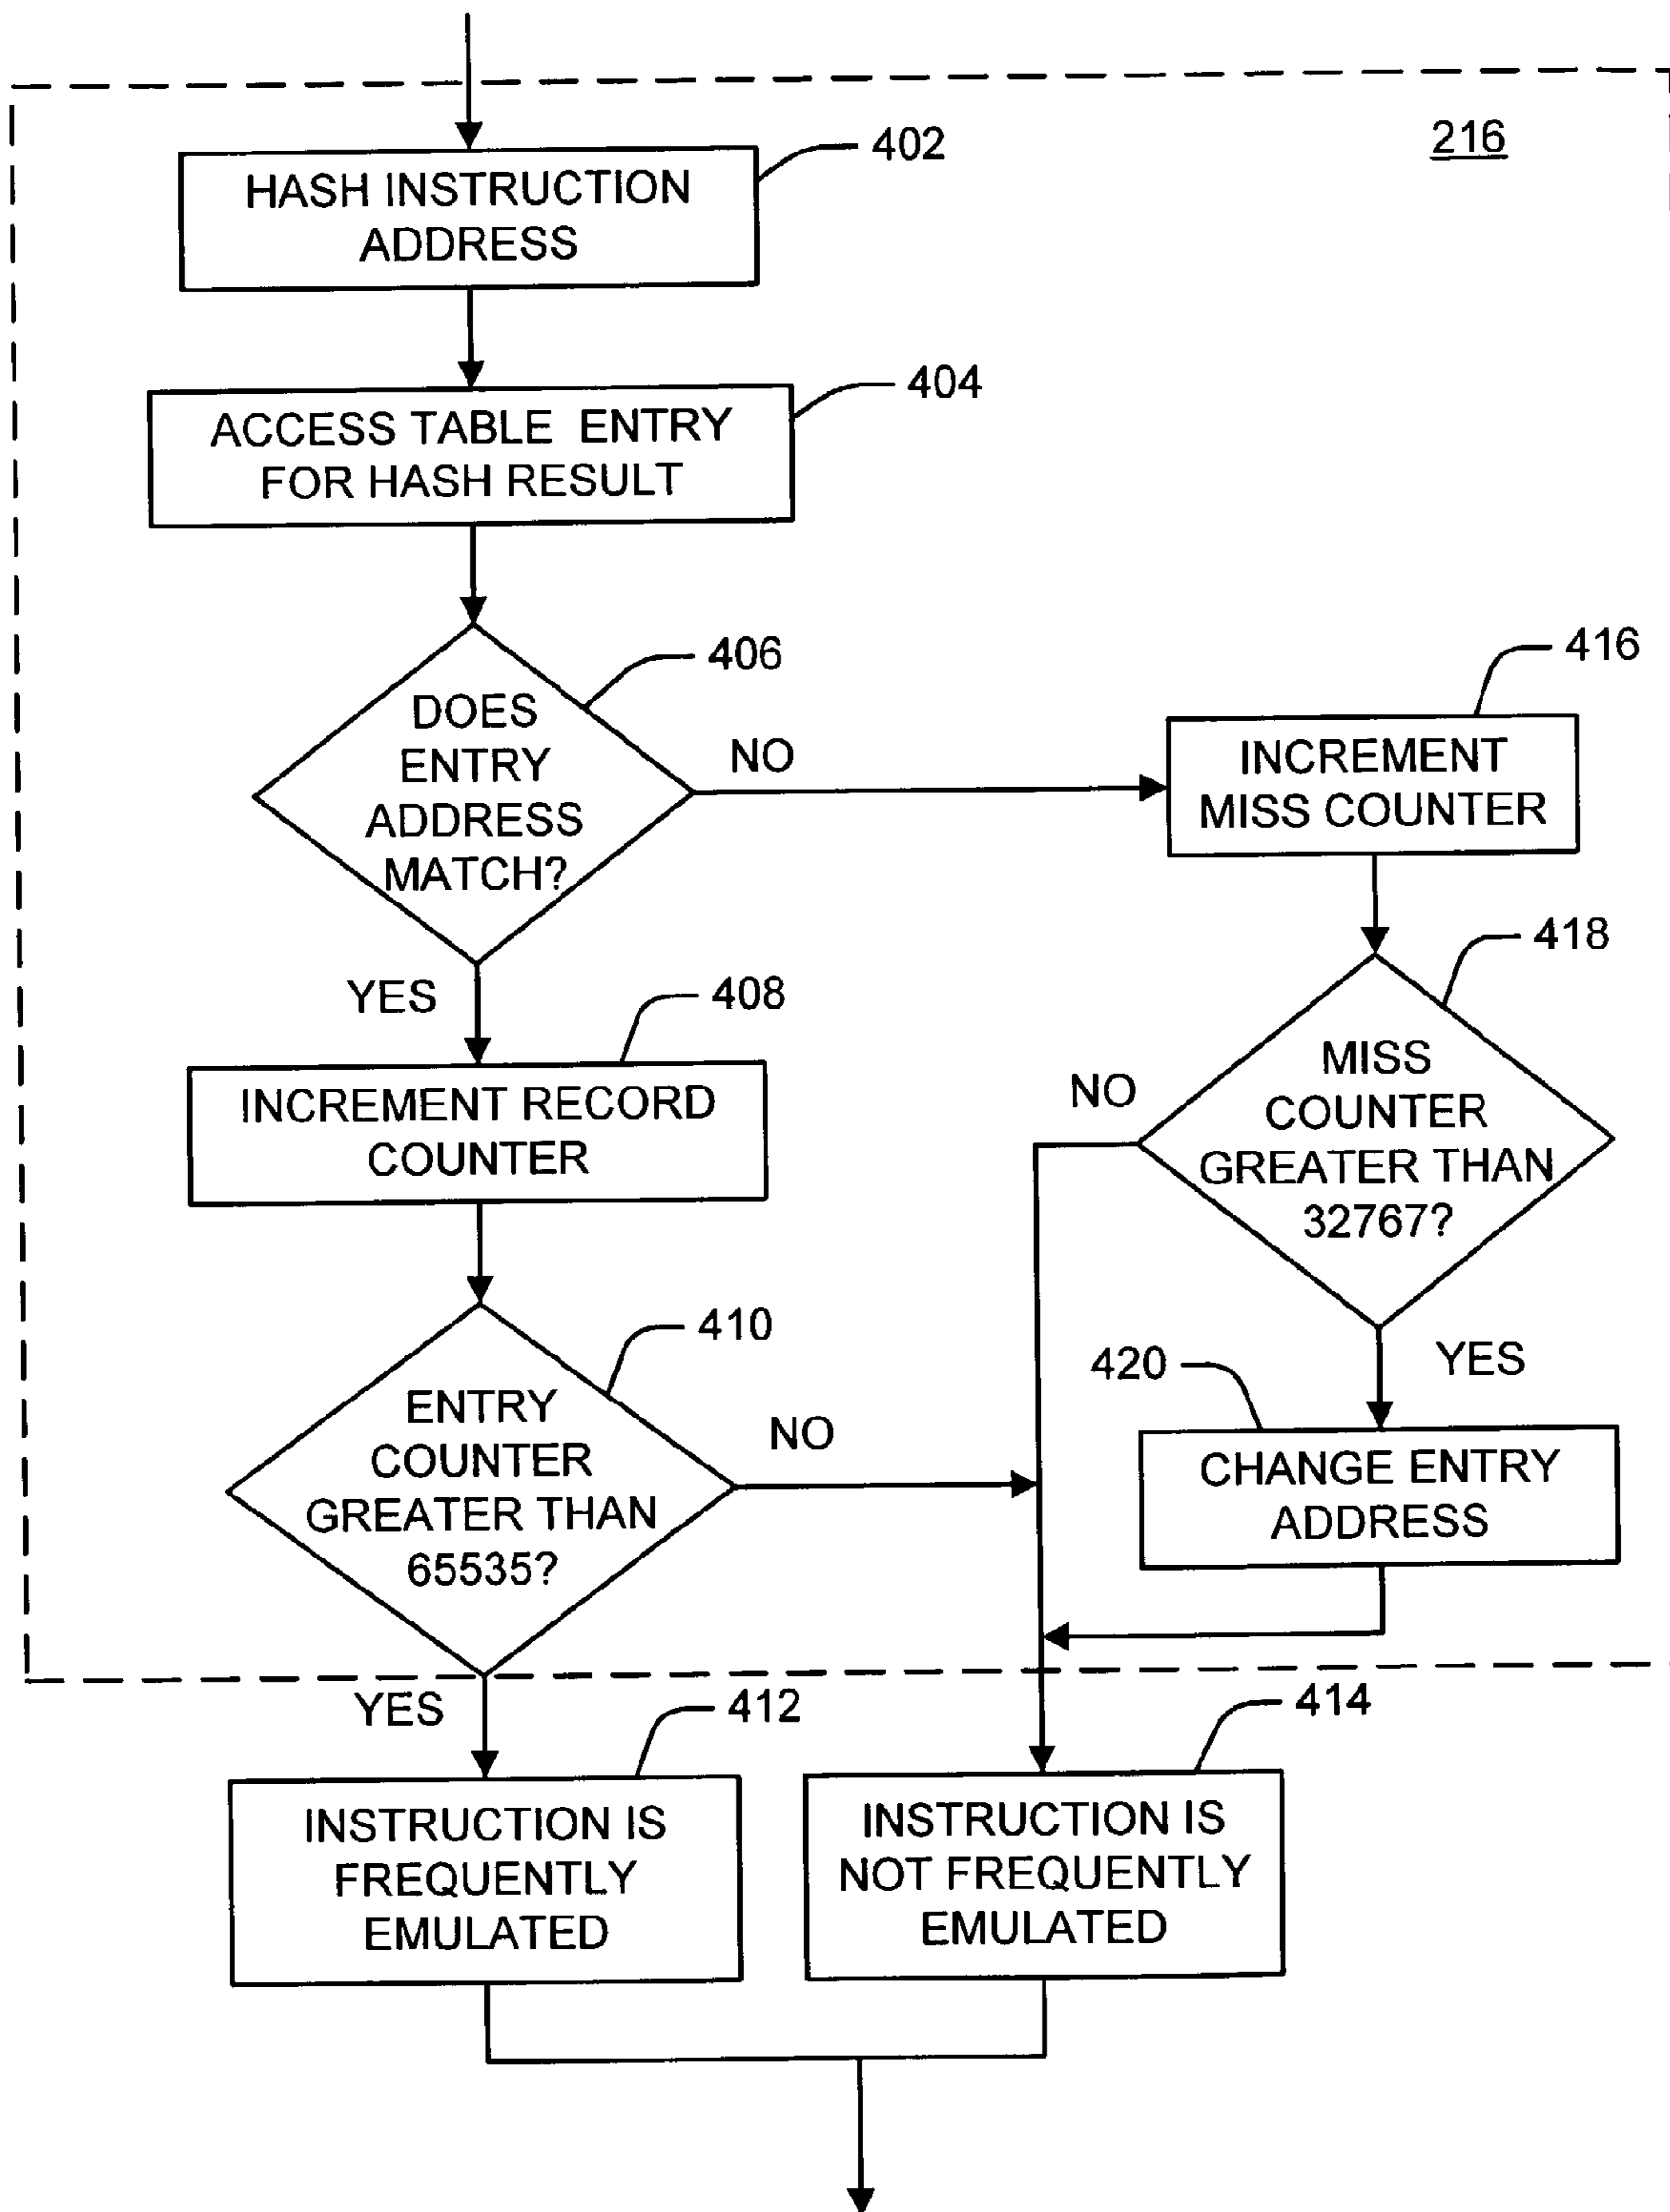 216
402
HASH INSTRUCTION
ADDRESS
404
ACCESS TABLE ENTRY
FOR HASH RESULT
406
DOES
ENTRY
ADDRESS
MATCH?
NO
YES
416
INCREMENT
MISS COUNTER
408
INCREMENT RECORD
COUNTER
418
MISS
COUNTER
GREATER THAN
32767?
NO
YES
410
ENTRY
COUNTER
GREATER THAN
65535?
NO
YES
420
CHANGE ENTRY
ADDRESS
412
INSTRUCTION IS
FREQUENTLY
EMULATED
414
INSTRUCTION IS
NOT FREQUENTLY
EMULATED